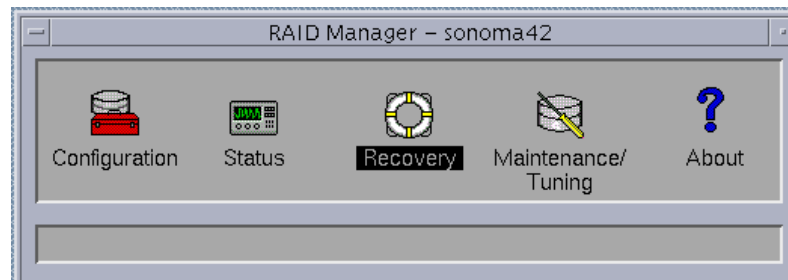 RAID Manager – sonoma42
Configuration
Status
Recovery
Maintenance/
Tuning
About